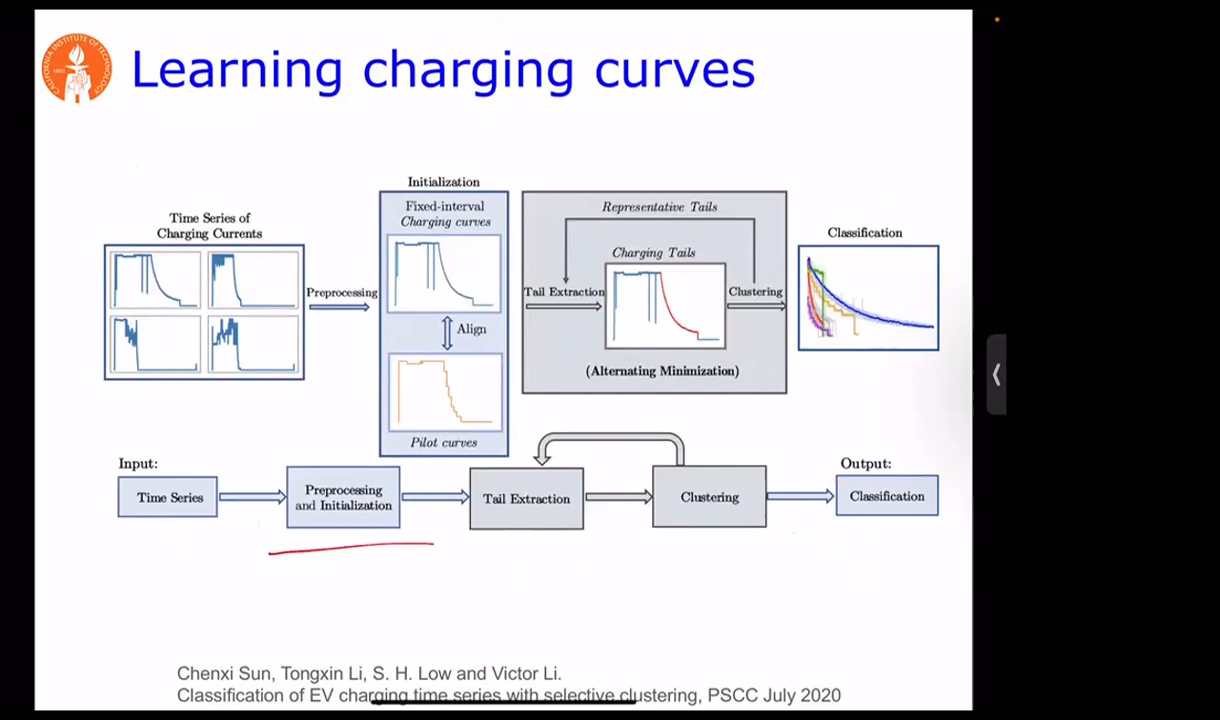 Learning charging curves
Initialization
Time Series of
Charging Currents
Preprocessing
Fixed-interval
Charging curves
Align
Pilot curves
Representative Tails
Charging Tails
Tail Extraction
Clustering
(Alternating Minimization)
Classification
Input:
Time Series
Preprocessing
and Initialization
Tail Extraction
Clustering
Output:
Classification
Chenxi Sun, Tongxin Li, S. H. Low and Victor Li.
Classification of EV charging time series with selective clustering, PSCC July 2020